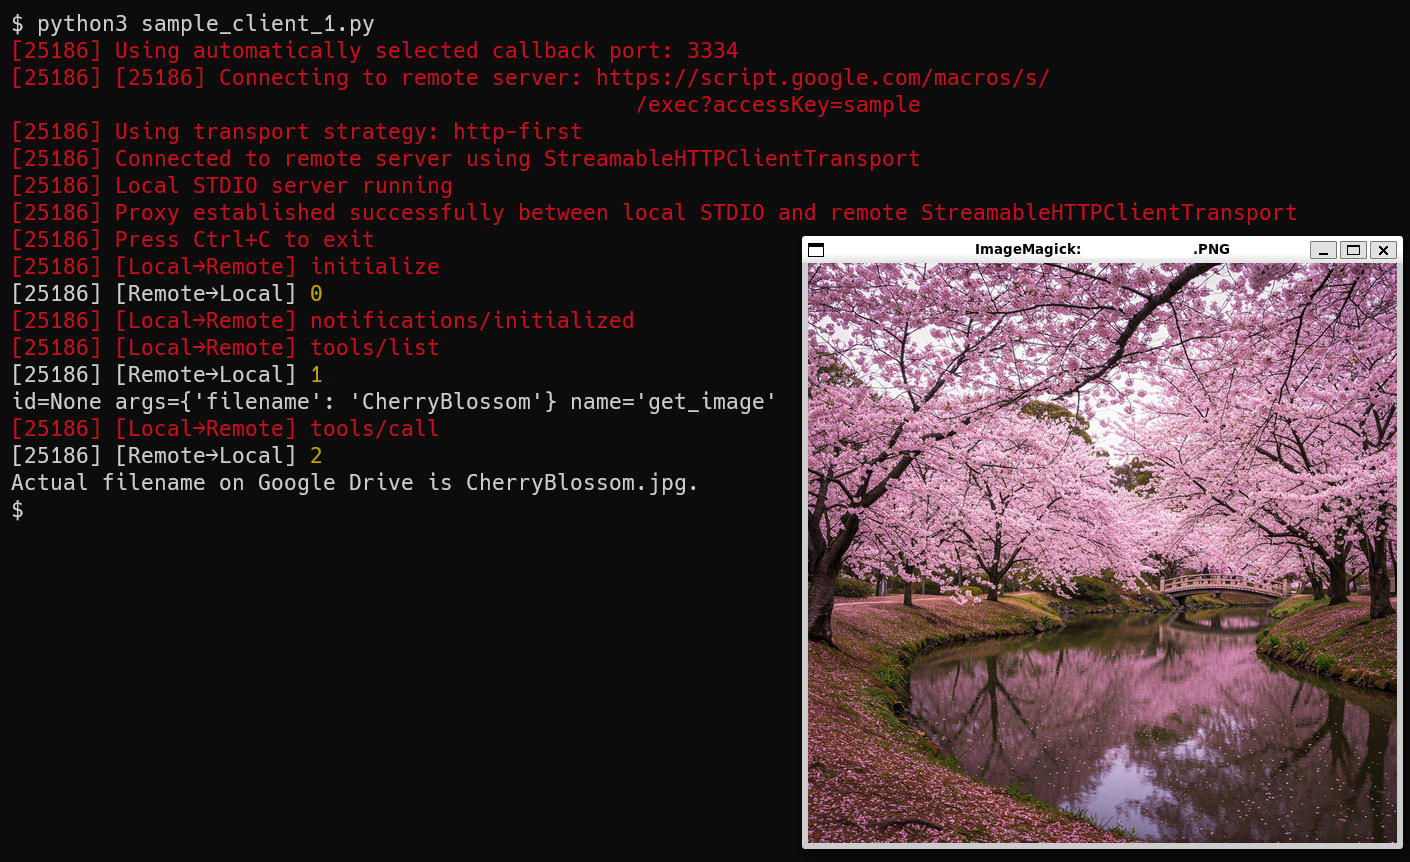 $ python3 sample_client_1.py
[25186] Using automatically selected callback port: 3334
[25186] [25186] Connecting to remote server: https://script.google.com/macros/s/
/exec?accessKey=sample
[25186] Using transport strategy: http-first
[25186] Connected to remote server using StreamableHTTPClientTransport
[25186] Local STDIO server running
[25186] Proxy established successfully between local STDIO and remote StreamableHTTPClientTransport
[25186] Press Ctrl+C to exit
[25186] [Local→Remote] initialize
[25186] [Remote→Local] 0
[25186] [Local→Remote] notifications/initialized
[25186] [Local→Remote] tools/list
[25186] [Remote→Local] 1
id=None args={'filename': 'CherryBlossom'} name='get_image'
[25186] [Local→Remote] tools/call
[25186] [Remote→Local] 2
Actual filename on Google Drive is CherryBlossom.jpg.
$
ImageMagick: .PNG